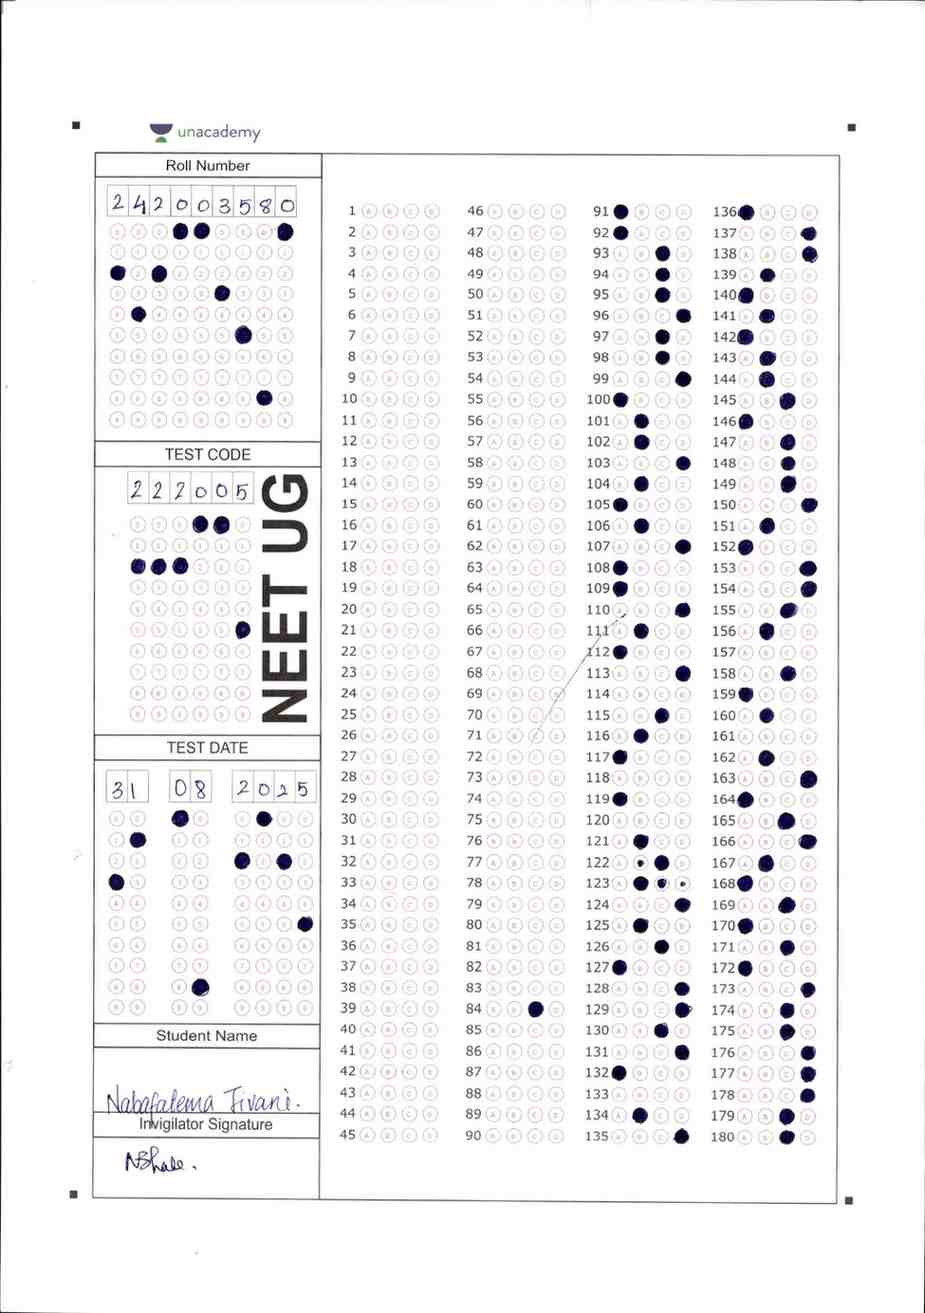 unacademy
Roll Number
2 4 2 0 0 3 5 8 0
TEST CODE
2 2 2 0 0 5
NEET UG
TEST DATE
3 1 0 8 2 0 2 5
Student Name
Invigilator Signature
1 A B C D 46 A B C D 91 B C D 136 B C D
2 A B C D 47 A B C D 92 B C D 137 A B C
3 A B C D 48 A B C D 93 A B D 138 A B C
4 A B C D 49 A B C D 94 A B D 139 A C D
5 A B C D 50 A B C D 95 A B D 140 B C D
6 A B C D 51 A B C D 96 A B C 141 A C D
7 A B C D 52 A B C D 97 A B D 142 B C D
8 A B C D 53 A B C D 98 A B D 143 A C D
9 A B C D 54 A B C D 99 A B C 144 A C D
10 A B C D 55 A B C D 100 B C D 145 A B D
11 A B C D 56 A B C D 101 A C D 146 B C D
12 A B C D 57 A B C D 102 A C D 147 A B D
13 A B C D 58 A B C D 103 A B C 148 A B D
14 A B C D 59 A B C D 104 A C D 149 A B D
15 A B C D 60 A B C D 105 B C D 150 A B C
16 A B C D 61 A B C D 106 A C D 151 A C D
17 A B C D 62 A B C D 107 A B C 152 B C D
18 A B C D 63 A B C D 108 B C D 153 A B C
19 A B C D 64 A B C D 109 B C D 154 A B C
20 A B C D 65 A B C D 110 A B C 155 A B D
21 A B C D 66 A B C D 111 A C D 156 A C D
22 A B C D 67 A B C D 112 B C D 157 A B C D
23 A B C D 68 A B C D 113 A B C 158 A B D
24 A B C D 69 A B C D 114 A B C D 159 B C D
25 A B C D 70 A B C D 115 A B D 160 A C D
26 A B C D 71 A B C D 116 A C D 161 A B C D
27 A B C D 72 A B C D 117 B C D 162 A C D
28 A B C D 73 A B C D 118 A B C D 163 A B C
29 A B C D 74 A B C D 119 B C D 164 B C D
30 A B C D 75 A B C D 120 A B C D 165 A B D
31 A B C D 76 A B C D 121 A C D 166 A B C
32 A B C D 77 A B C D 122 A D 167 A C D
33 A B C D 78 A B C D 123 A 168 B C D
34 A B C D 79 A B C D 124 A B C 169 A B D
35 A B C D 80 A B C D 125 A C D 170 B C D
36 A B C D 81 A B C D 126 A B D 171 A B D
37 A B C D 82 A B C D 127 B C D 172 B C D
38 A B C D 83 A B C D 128 A B C 173 A B C
39 A B C D 84 A B D 129 A B C 174 A B D
40 A B C D 85 A B C D 130 A B D 175 A B D
41 A B C D 86 A B C D 131 A B C 176 A B C
42 A B C D 87 A B C D 132 B C D 177 A B C
43 A B C D 88 A B C D 133 A B C D 178 A B C
44 A B C D 89 A B C D 134 A C D 179 A B D
45 A B C D 90 A B C D 135 A B C 180 A B D